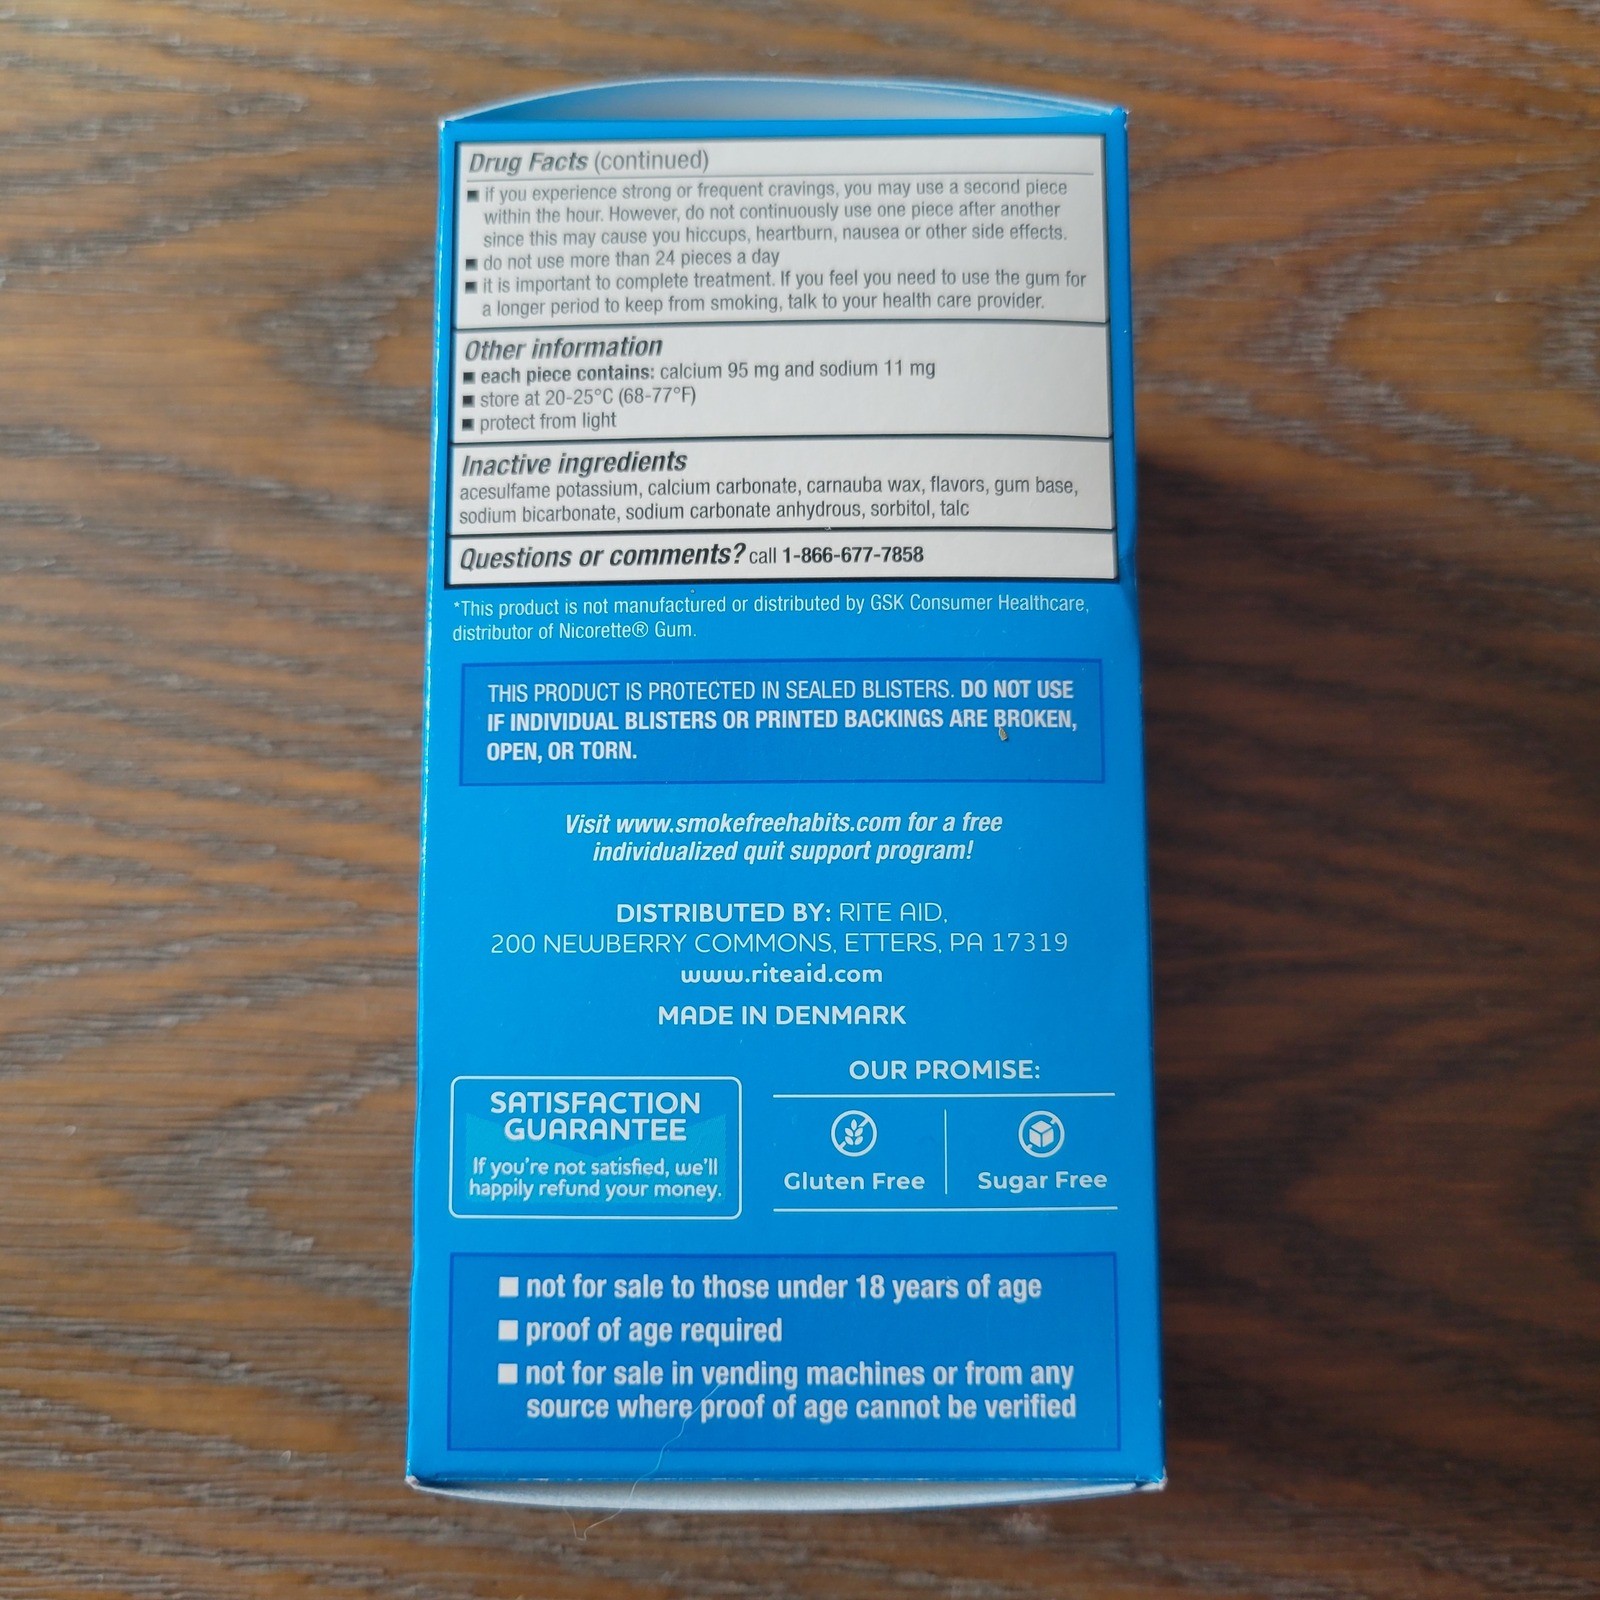 Drug Facts (continued)
■ if you experience strong or frequent cravings, you may use a second piece
within the hour. However, do not continuously use one piece after another
since this may cause you hiccups, heartburn, nausea or other side effects.
■ do not use more than 24 pieces a day
■ it is important to complete treatment. If you feel you need to use the gum for
a longer period to keep from smoking, talk to your health care provider.
Other information
■ each piece contains: calcium 95 mg and sodium 11 mg
■ store at 20-25°C (68-77°F)
■ protect from light
Inactive ingredients
acesulfame potassium, calcium carbonate, carnauba wax, flavors, gum base,
sodium bicarbonate, sodium carbonate anhydrous, sorbitol, talc
Questions or comments? call 1-866-677-7858
*This product is not manufactured or distributed by GSK Consumer Healthcare,
distributor of Nicorette® Gum.
THIS PRODUCT IS PROTECTED IN SEALED BLISTERS. DO NOT USE
IF INDIVIDUAL BLISTERS OR PRINTED BACKINGS ARE BROKEN,
OPEN, OR TORN.
Visit www.smokefreehabits.com for a free
individualized quit support program!
DISTRIBUTED BY: RITE AID,
200 NEWBERRY COMMONS, ETTERS, PA 17319
www.riteaid.com
MADE IN DENMARK
SATISFACTION
GUARANTEE
If you're not satisfied, we'll
happily refund your money.
OUR PROMISE:
Gluten Free
Sugar Free
■ not for sale to those under 18 years of age
■ proof of age required
■ not for sale in vending machines or from any
source where proof of age cannot be verified